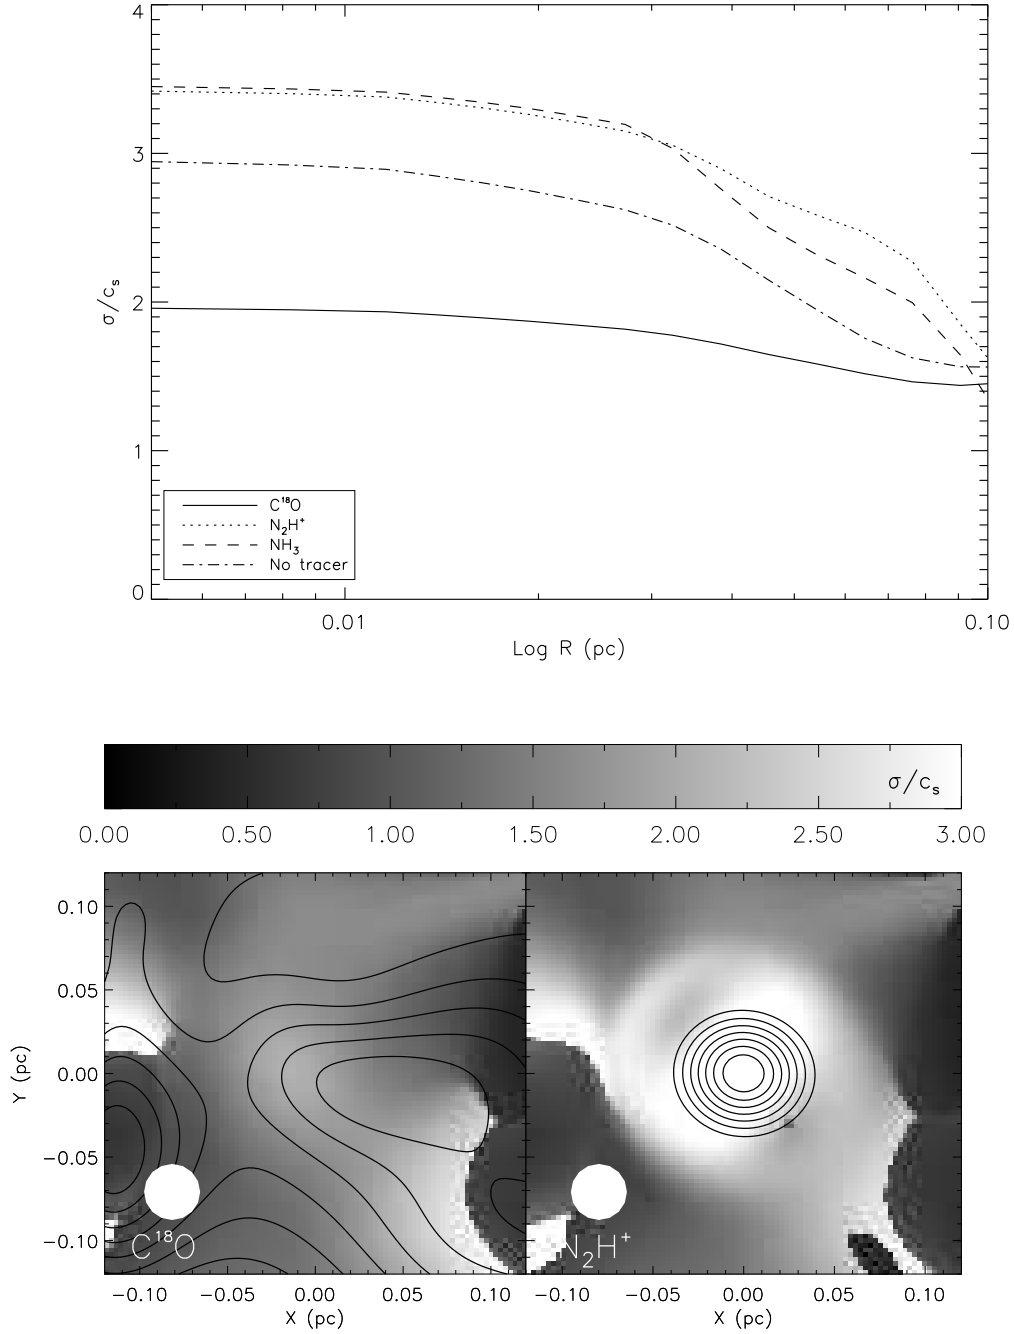 4
3
2
1
0
σ/c_s
C¹⁸O
N₂H⁺
NH₃
No tracer
0.01 0.10
Log R (pc)
σ/c_s
0.00 0.50 1.00 1.50 2.00 2.50 3.00
0.10
0.05
0.00
−0.05
−0.10
Y (pc)
C¹⁸O N₂H⁺
−0.10 −0.05 0.00 0.05 0.10 −0.10 −0.05 0.00 0.05 0.10
X (pc) X (pc)